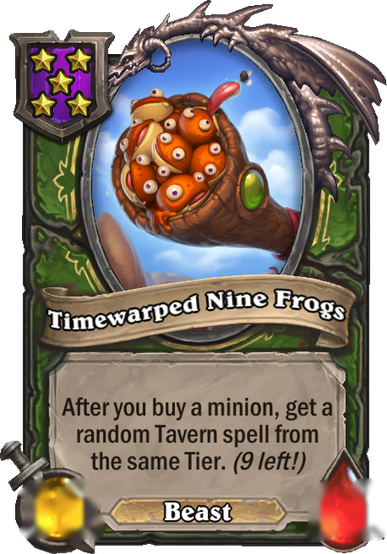 Timewarped Nine Frogs
After you buy a minion, get a
random Tavern spell from
the same Tier. (9 left!)
Beast